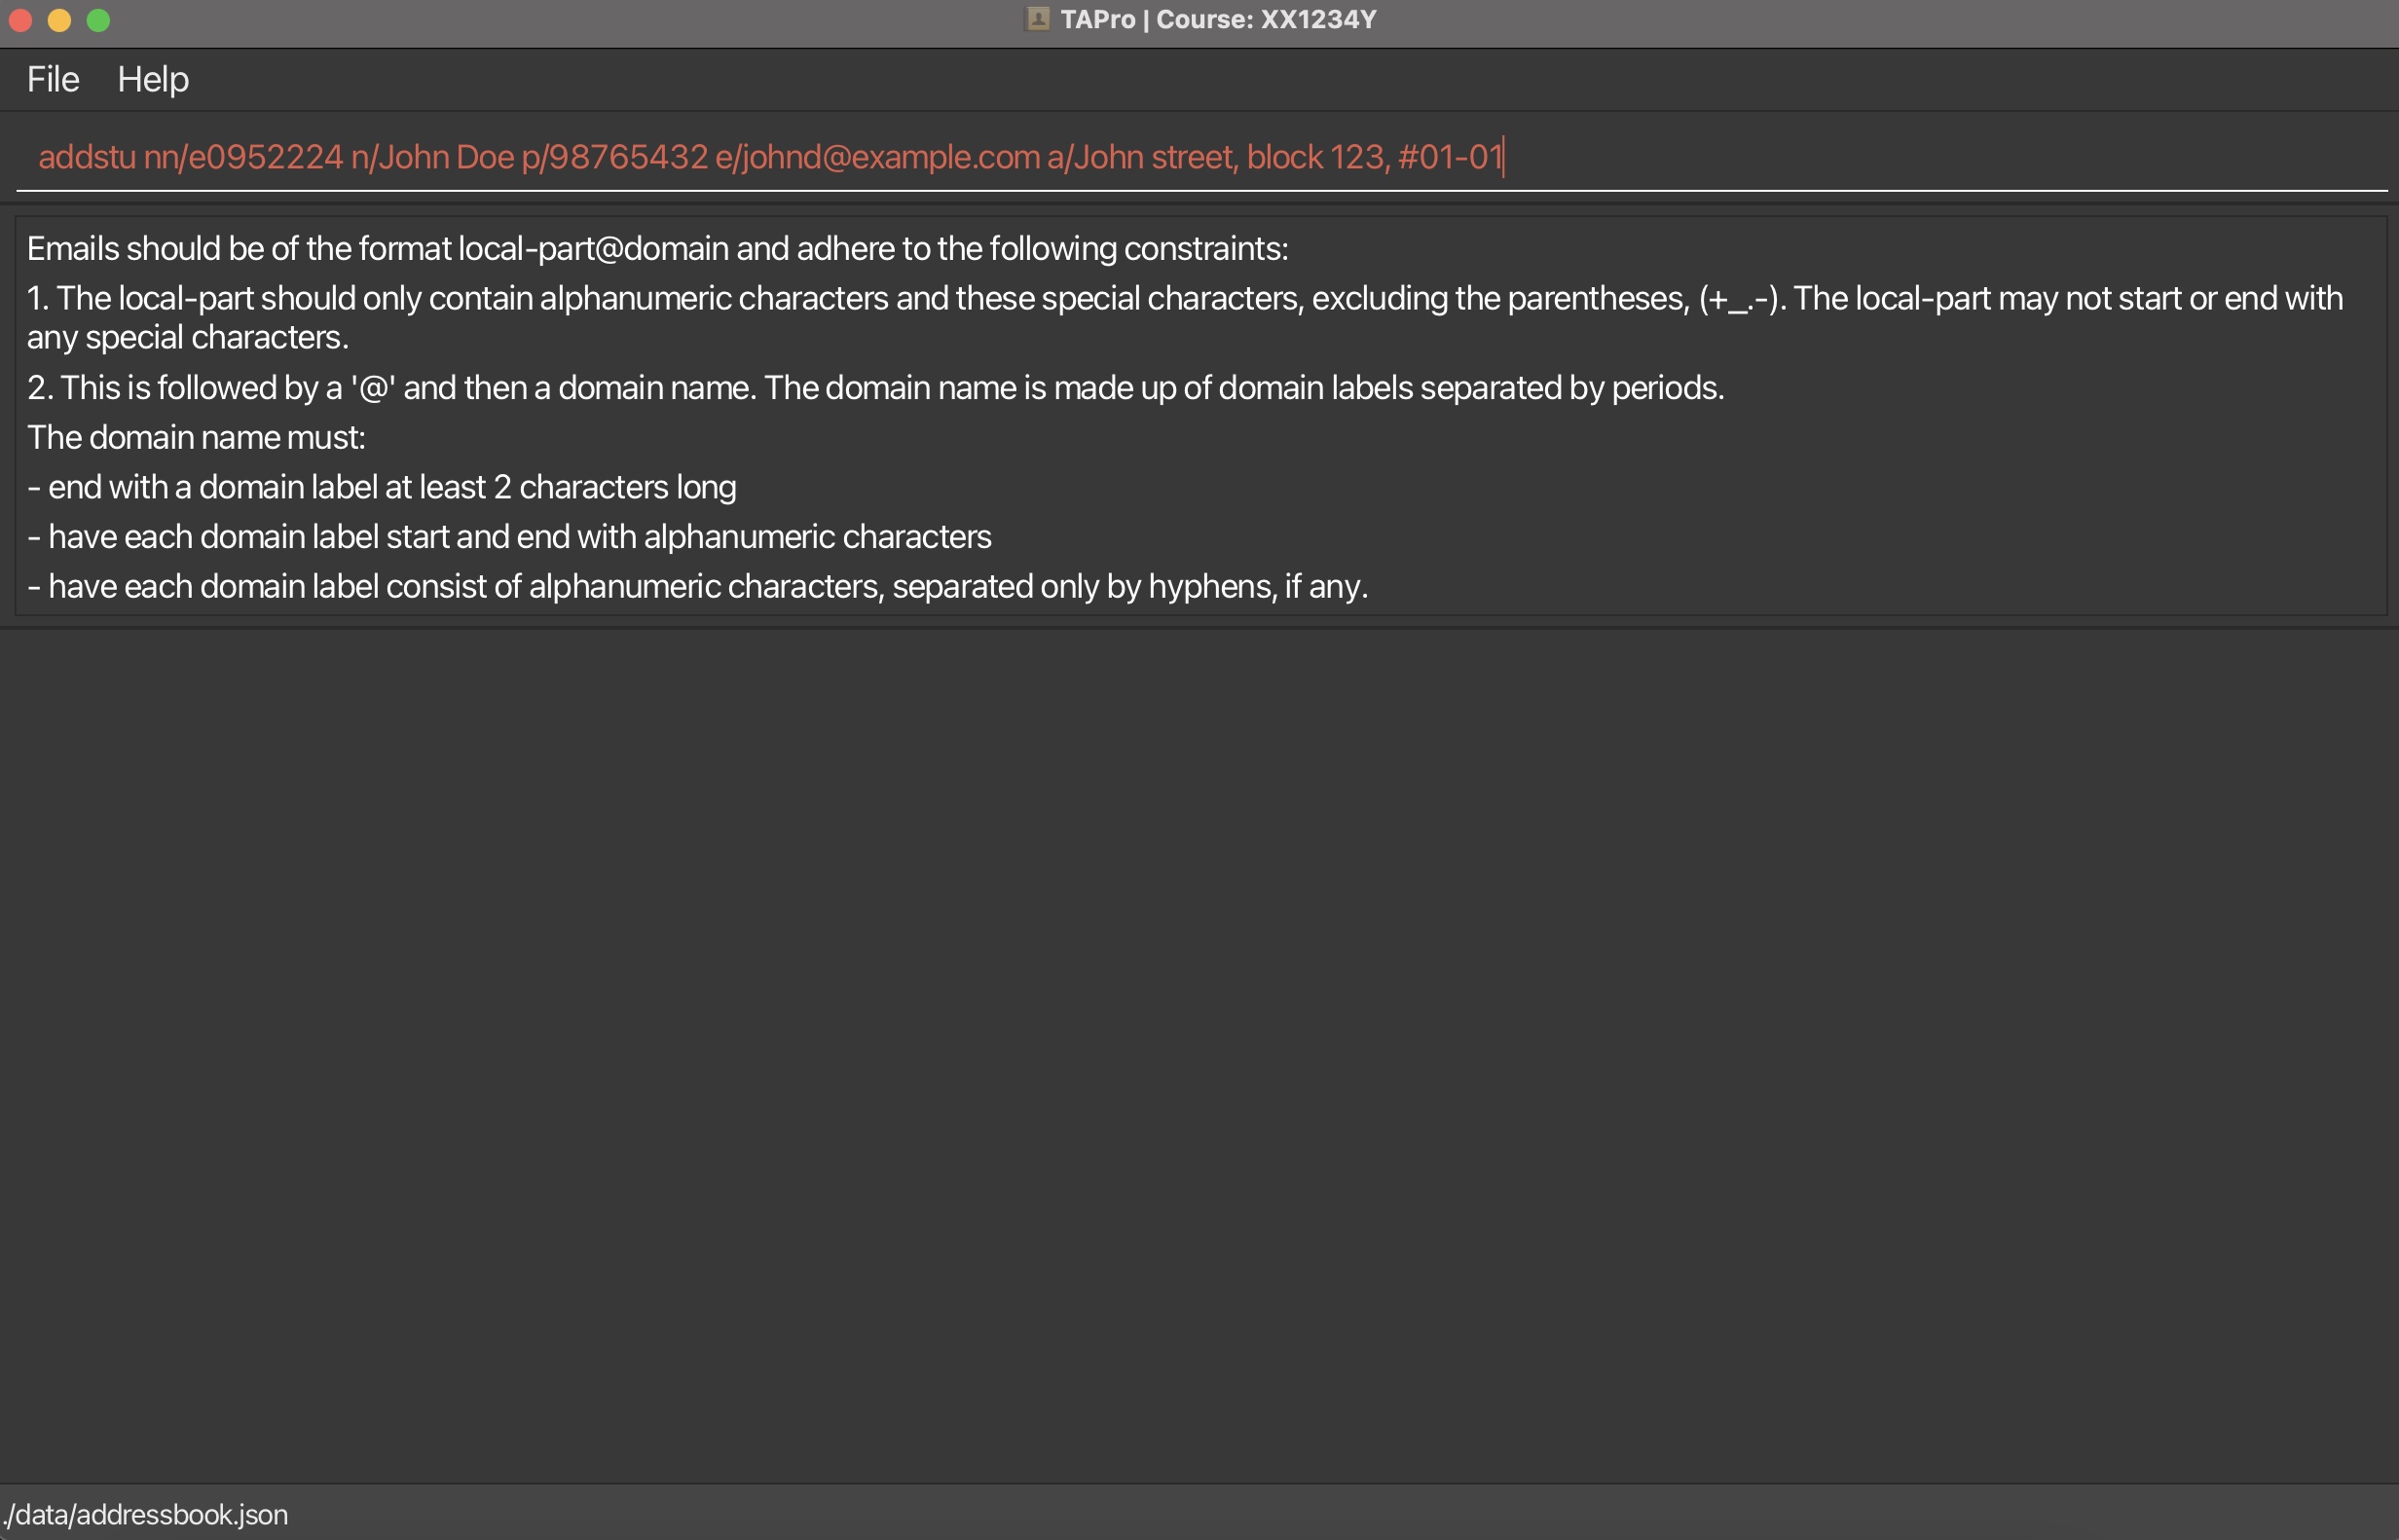 TAPro | Course: XX1234Y
File Help
addstu nn/e0952224 n/John Doe p/98765432 e/johnd@example.com a/John street, block 123, #01-01
Emails should be of the format local-part@domain and adhere to the following constraints:
1. The local-part should only contain alphanumeric characters and these special characters, excluding the parentheses, (+_.-). The local-part may not start or end with
any special characters.
2. This is followed by a '@' and then a domain name. The domain name is made up of domain labels separated by periods.
The domain name must:
- end with a domain label at least 2 characters long
- have each domain label start and end with alphanumeric characters
- have each domain label consist of alphanumeric characters, separated only by hyphens, if any.
./data/addressbook.json